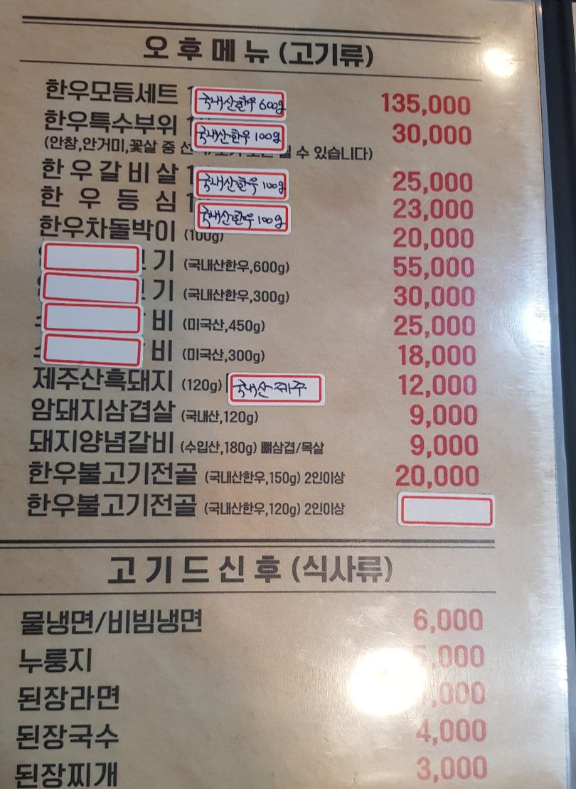 오후메뉴 (고기류)
한우모듬세트 국내산한우 600g 135,000
한우특수부위 국내산한우 100g 30,000
(안창,안거미,꽃살 중 선 수 있습니다)
한우갈비살 국내산한우 100g 25,000
한우등심 국내산한우 100g 23,000
한우차돌박이 (100g) 20,000
기 (국내산한우,600g) 55,000
기 (국내산한우,300g) 30,000
비 (미국산,450g) 25,000
비 (미국산,300g) 18,000
제주산흑돼지 (120g) 국내산 제주 12,000
암돼지삼겹살 (국내산,120g) 9,000
돼지양념갈비 (수입산,180g) 뼈삼겹/목살 9,000
한우불고기전골 (국내산한우,150g) 2인이상 20,000
한우불고기전골 (국내산한우,120g) 2인이상
고기드신후 (식사류)
물냉면/비빔냉면 6,000
누룽지 ,000
된장라면 ,000
된장국수 4,000
된장찌개 3,000